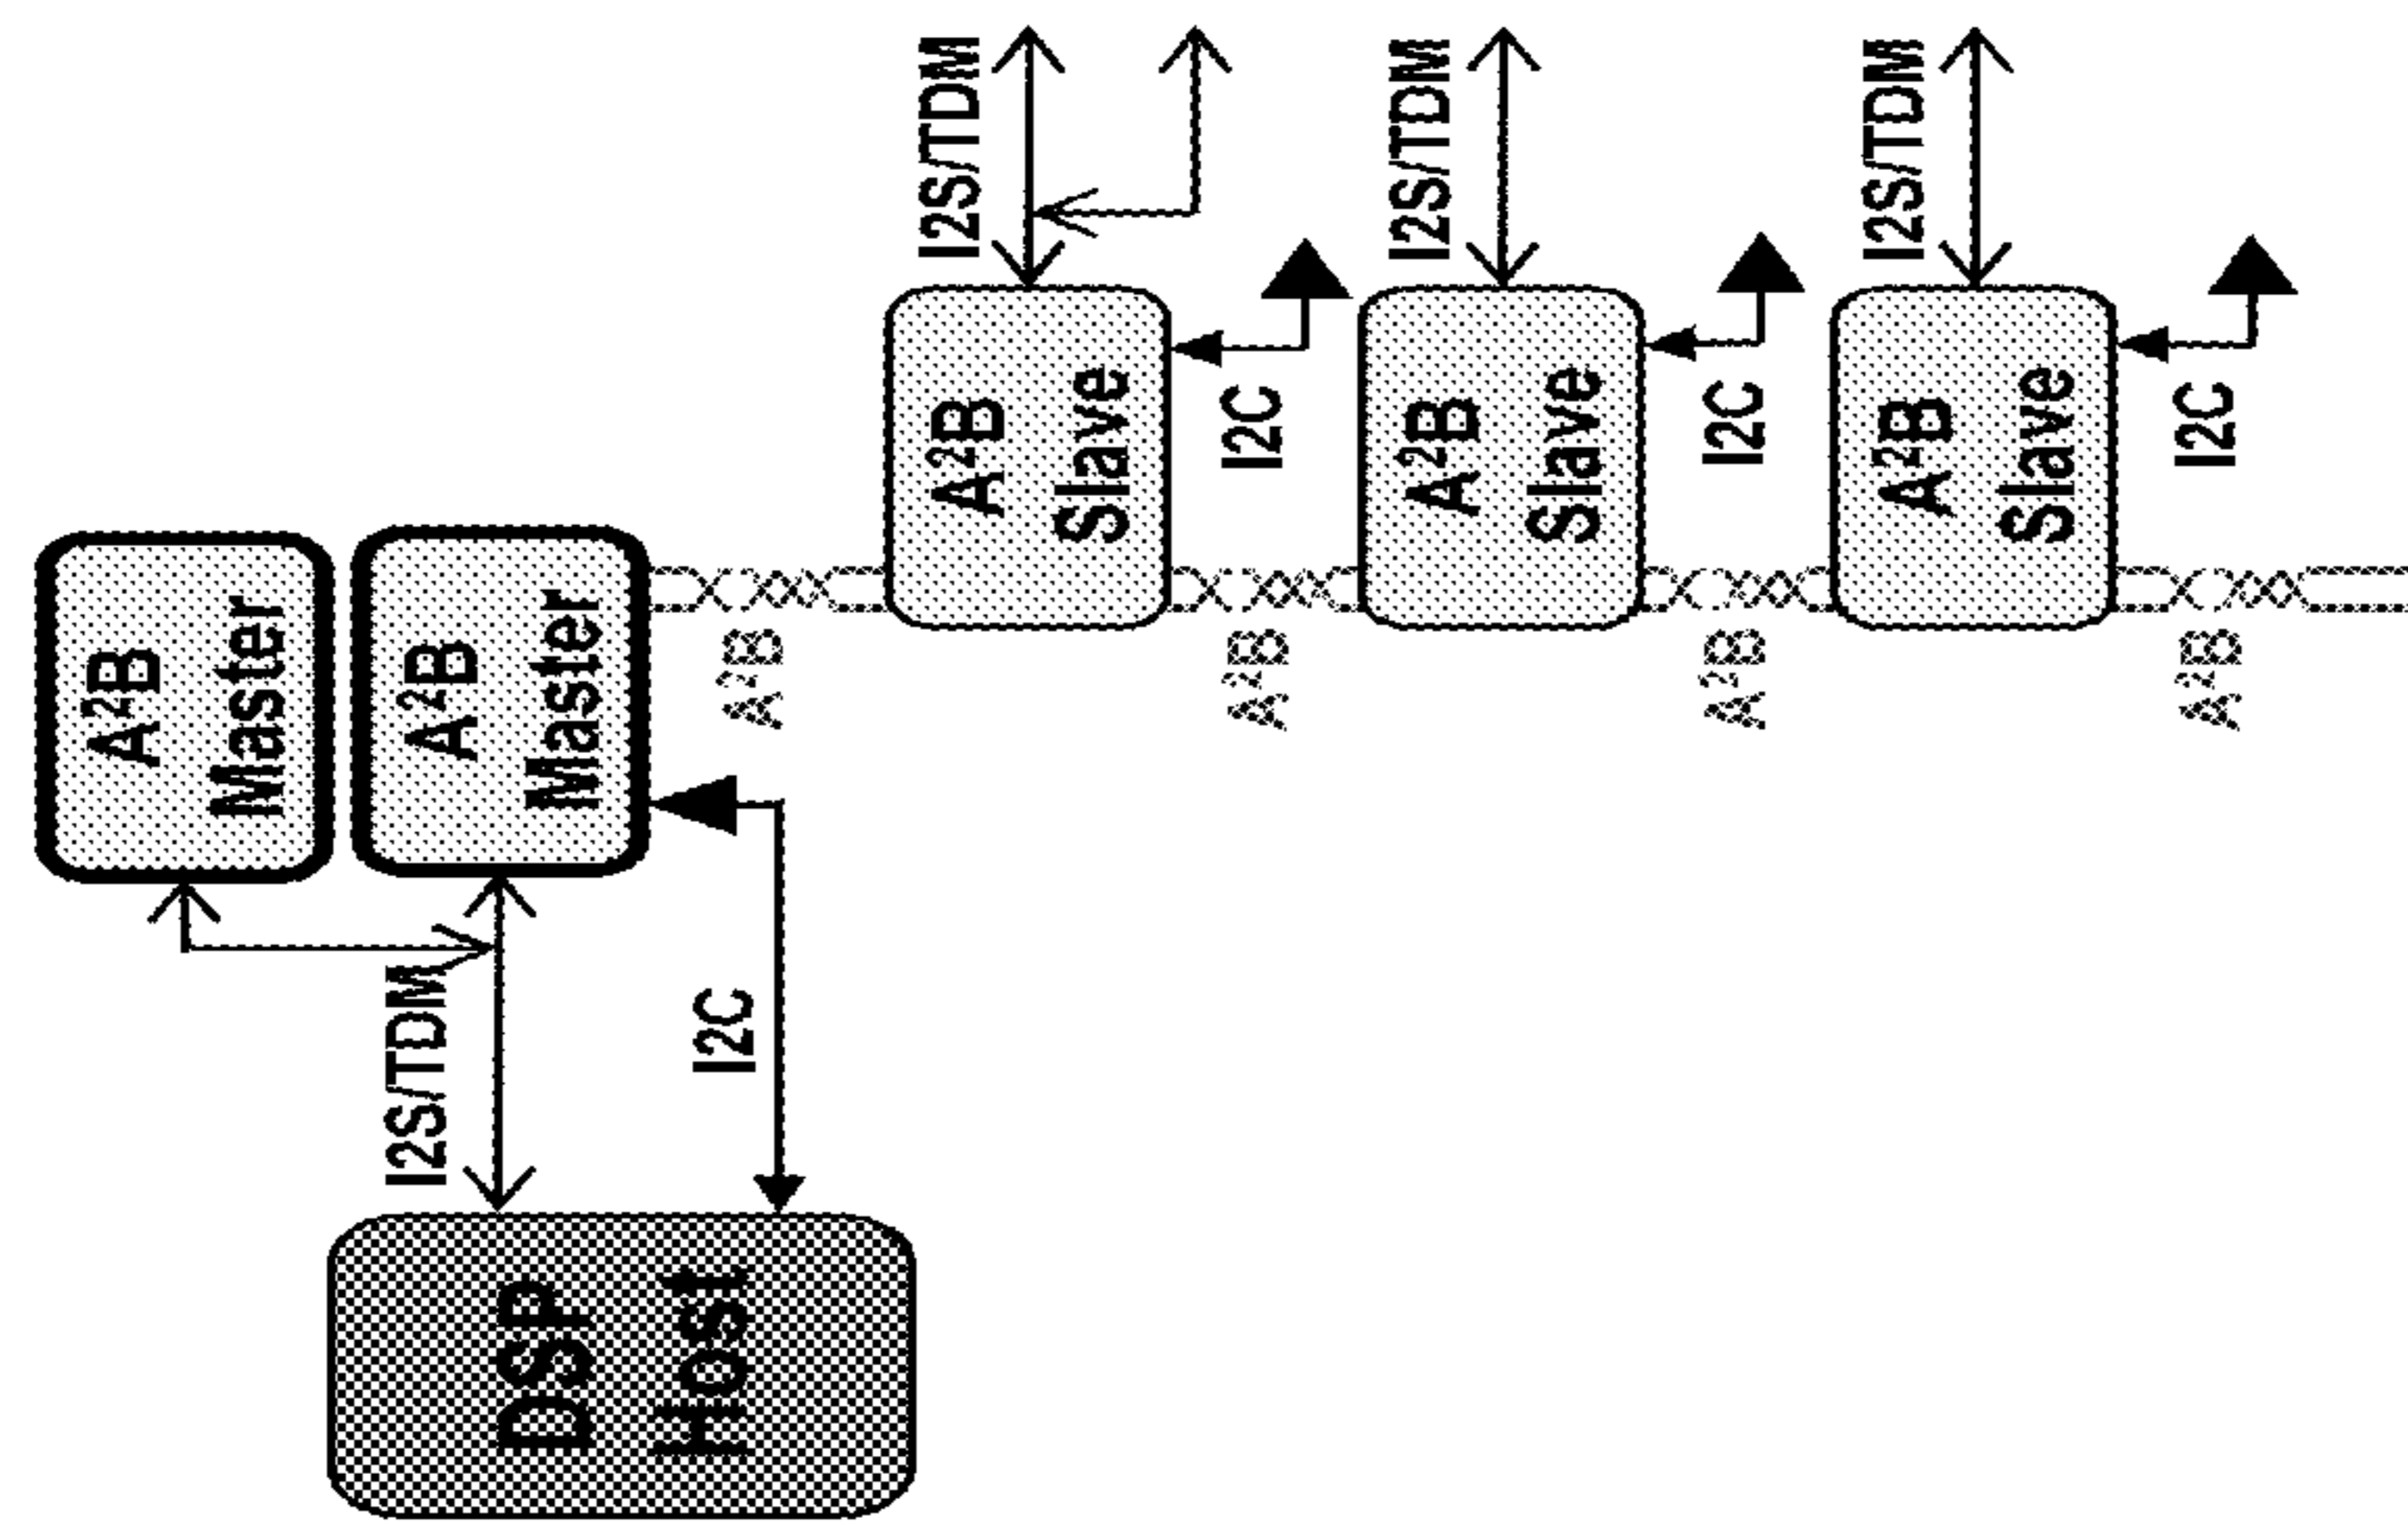 A²B
Master
A²B
Master
I2S/TDM
I2C
DSP
Host
A²B
A²B
Slave
I2S/TDM
I2C
A²B
A²B
Slave
I2S/TDM
I2C
A²B
A²B
Slave
I2S/TDM
I2C
A²B